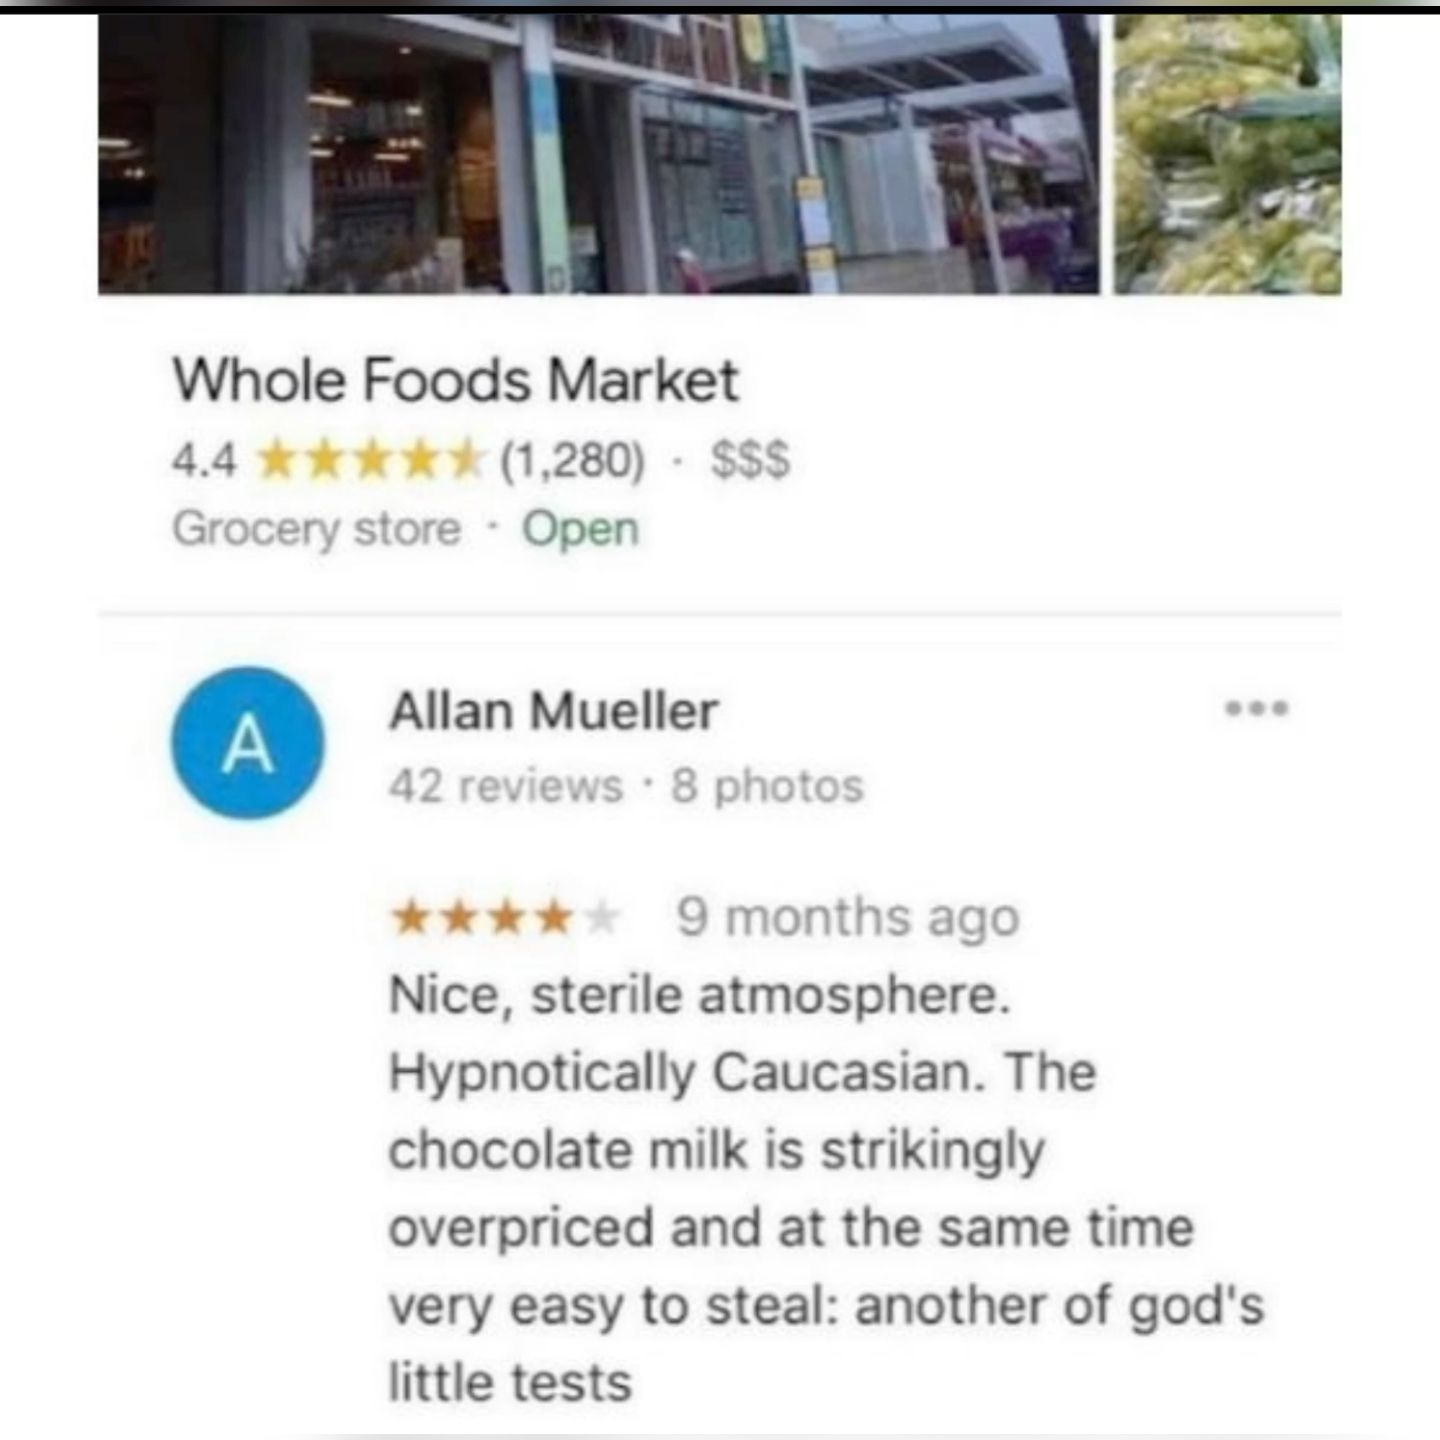 Whole Foods Market
4.4 ★★★★★ (1,280) · $$$
Grocery store · Open
A
Allan Mueller
42 reviews · 8 photos
★★★★★ 9 months ago
Nice, sterile atmosphere.
Hypnotically Caucasian. The
chocolate milk is strikingly
overpriced and at the same time
very easy to steal: another of god's
little tests